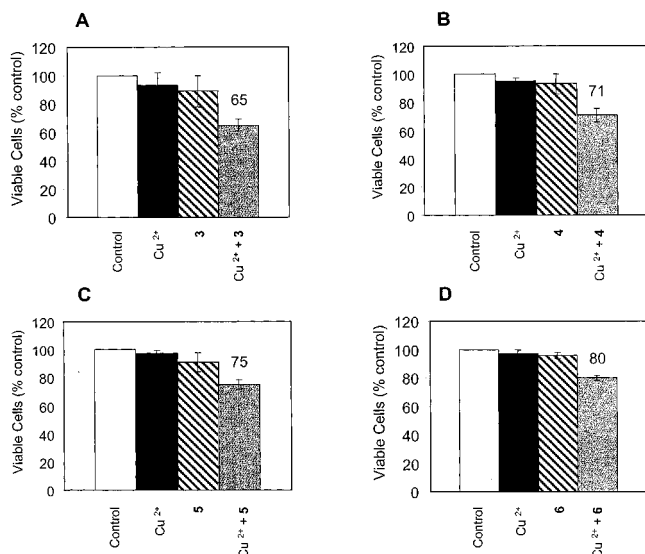 A
Viable Cells (% control)
120
100
80
60
40
20
0
65
Control
Cu 2+
3
Cu 2+ + 3
B
Viable Cells (% control)
120
100
80
60
40
20
0
71
Control
Cu 2+
4
Cu 2+ + 4
C
Viable Cells (% control)
120
100
80
60
40
20
0
75
Control
Cu 2+
5
Cu 2+ + 5
D
Viable Cells (% control)
120
100
80
60
40
20
0
80
Control
Cu 2+
6
Cu 2+ + 6